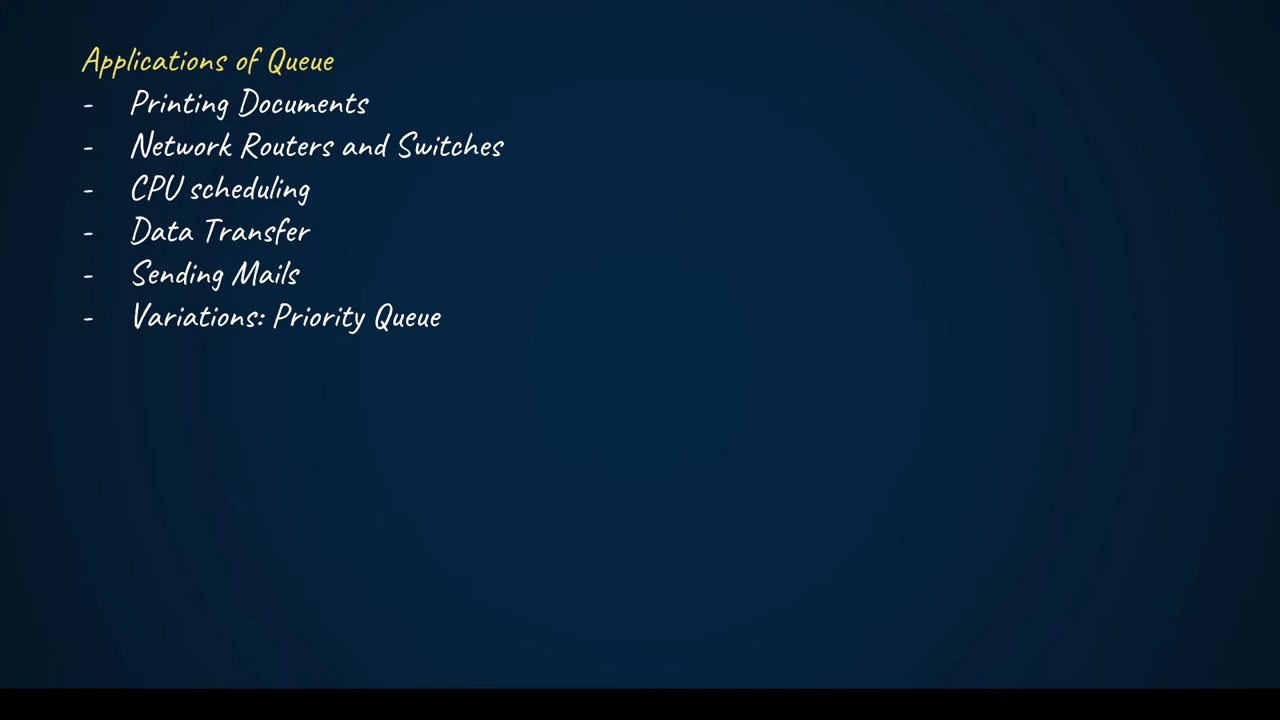 Applications of Queue
- Printing Documents
- Network Routers and Switches
- CPU scheduling
- Data Transfer
- Sending Mails
- Variations: Priority Queue